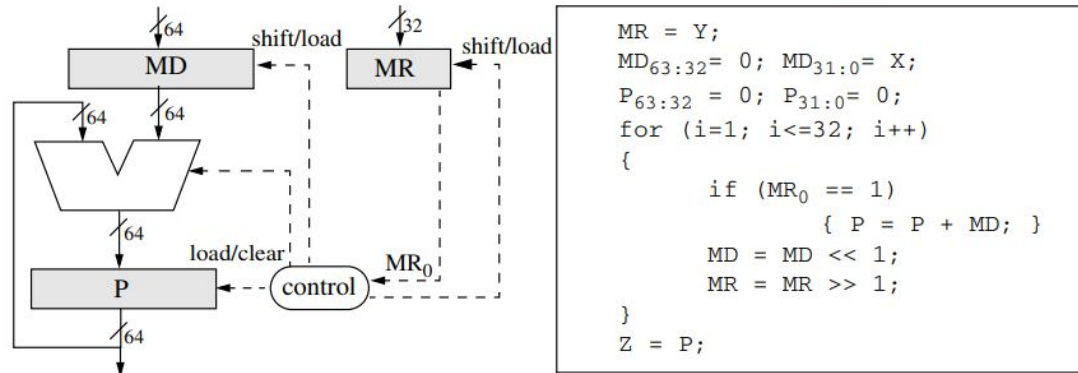 64
32
shift/load
shift/load
MD
MR
64
64
64
load/clear
MR₀
P
control
64
MR = Y;
MD₆₃:₃₂= 0; MD₃₁:₀= X;
P₆₃:₃₂ = 0; P₃₁:₀= 0;
for (i=1; i<=32; i++)
{
if (MR₀ == 1)
{ P = P + MD; }
MD = MD << 1;
MR = MR >> 1;
}
Z = P;